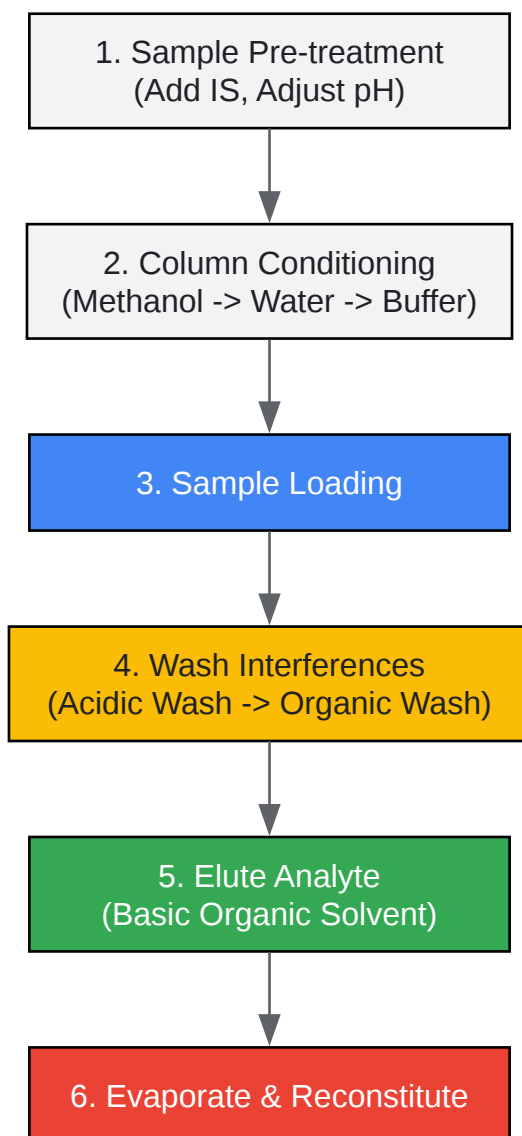 1. Sample Pre-treatment
(Add IS, Adjust pH)
2. Column Conditioning
(Methanol -> Water -> Buffer)
3. Sample Loading
4. Wash Interferences
(Acidic Wash -> Organic Wash)
5. Elute Analyte
(Basic Organic Solvent)
6. Evaporate & Reconstitute